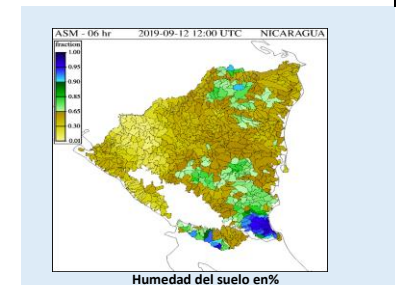 ASM - 06 hr 2019-09-12 12:00 UTC NICARAGUA
fraction
1.00
0.95
0.90
0.85
0.65
0.30
0.01
Humedad del suelo en%